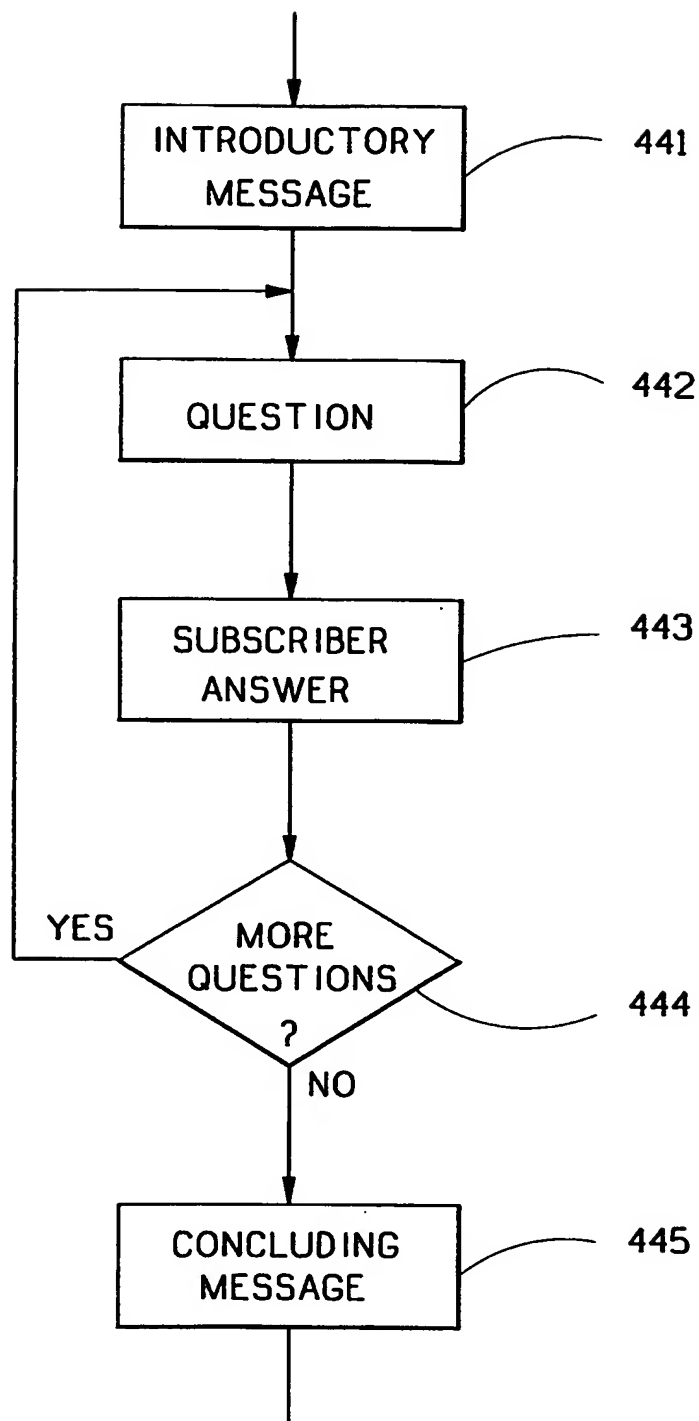 INTRODUCTORY
MESSAGE
441
QUESTION
442
SUBSCRIBER
ANSWER
443
YES
MORE
QUESTIONS
?
444
NO
CONCLUDING
MESSAGE
445